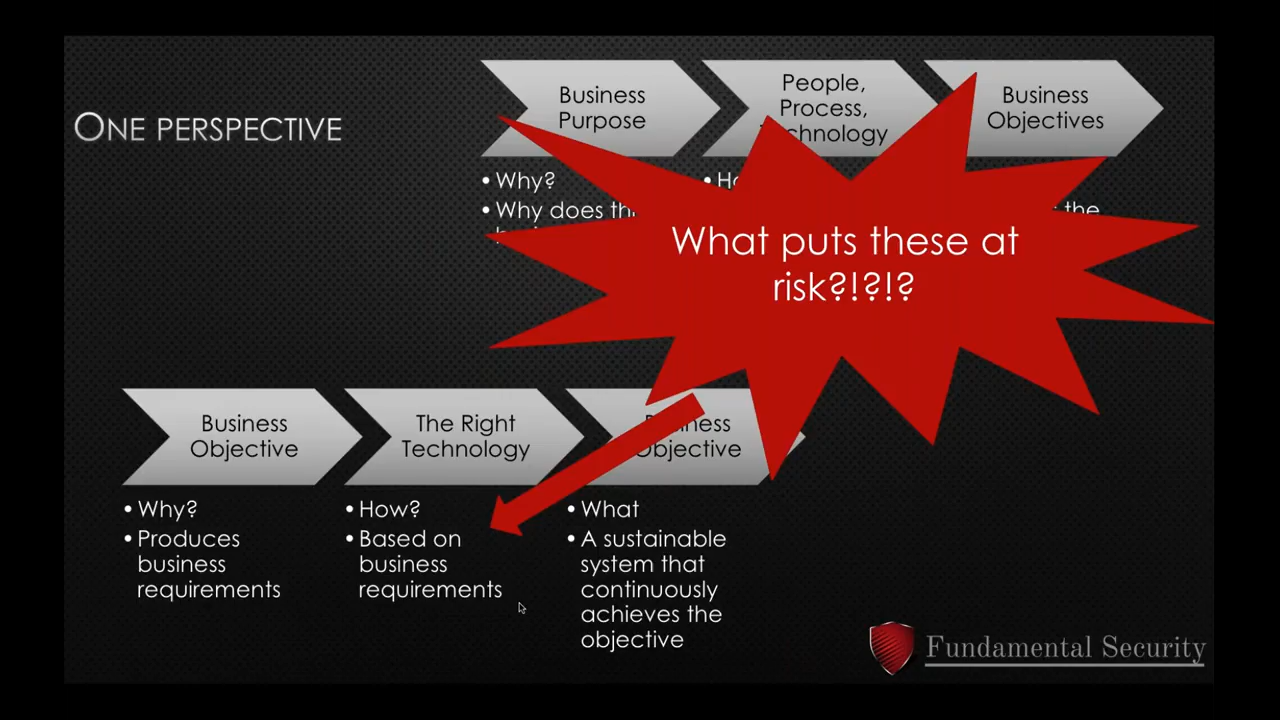 ONE PERSPECTIVE
Business
Purpose
People,
Process,
Business
Objectives
• Why?
• Why does
the
What puts these at
risk?!?!?
Business
Objective
The Right
Technology
Objective
• Why?
• Produces
business
requirements
• How?
• Based on
business
requirements
• What
• A sustainable
system that
continuously
achieves the
objective
Fundamental Security